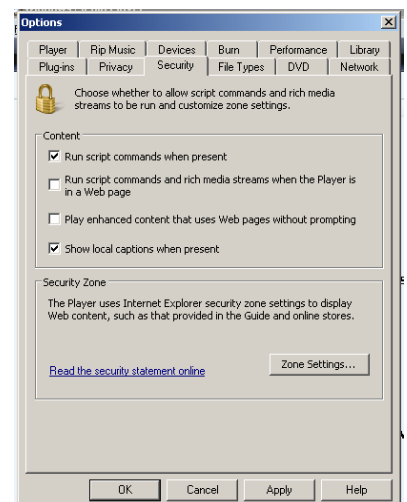 Options
Player Rip Music Devices Burn Performance Library
Plug-ins Privacy Security File Types DVD Network
Choose whether to allow script commands and rich media
streams to be run and customize zone settings.
Content
Run script commands when present
Run script commands and rich media streams when the Player is
in a Web page
Play enhanced content that uses Web pages without prompting
Show local captions when present
Security Zone
The Player uses Internet Explorer security zone settings to display
Web content, such as that provided in the Guide and online stores.
Zone Settings...
Read the security statement online
OK Cancel Apply Help